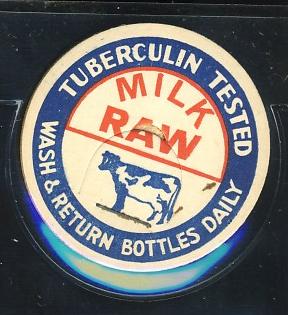 TUBERCULIN TESTED
MILK
RAW
WASH & RETURN BOTTLES DAILY